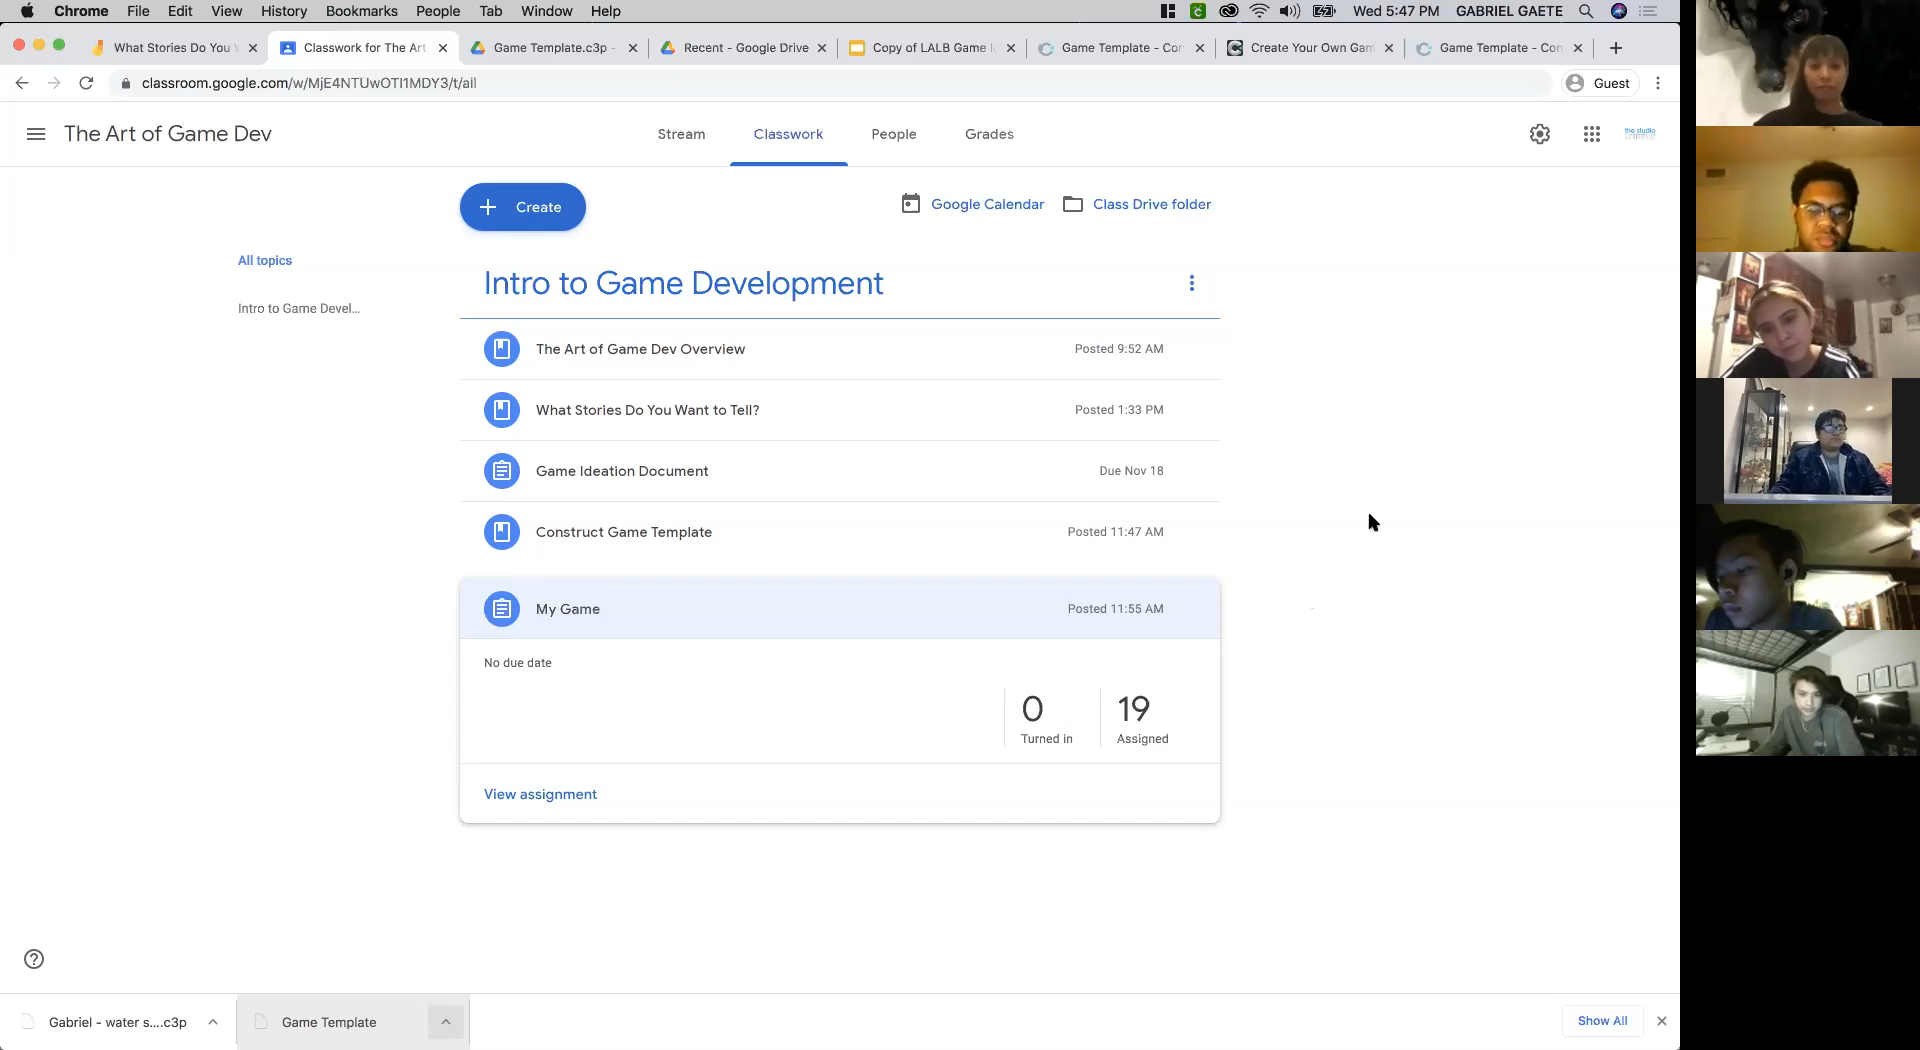 Chrome File Edit View History Bookmarks People Tab Window Help Wed 5:47 PM GABRIEL GAETE
What Stories Do You Classwork for The Art Game Template.c3p - Recent - Google Drive Copy of LALB Game Game Template - Con Create Your Own Gam Game Template - Con
classroom.google.com/w/MjE4NTUwOTI1MDY3/t/all Guest
The Art of Game Dev Stream Classwork People Grades the studio
Create Google Calendar Class Drive folder
All topics
Intro to Game Devel...
Intro to Game Development
The Art of Game Dev Overview Posted 9:52 AM
What Stories Do You Want to Tell? Posted 1:33 PM
Game Ideation Document Due Nov 18
Construct Game Template Posted 11:47 AM
My Game Posted 11:55 AM
No due date
0 19
Turned in Assigned
View assignment
Gabriel - water s....c3p Game Template Show All